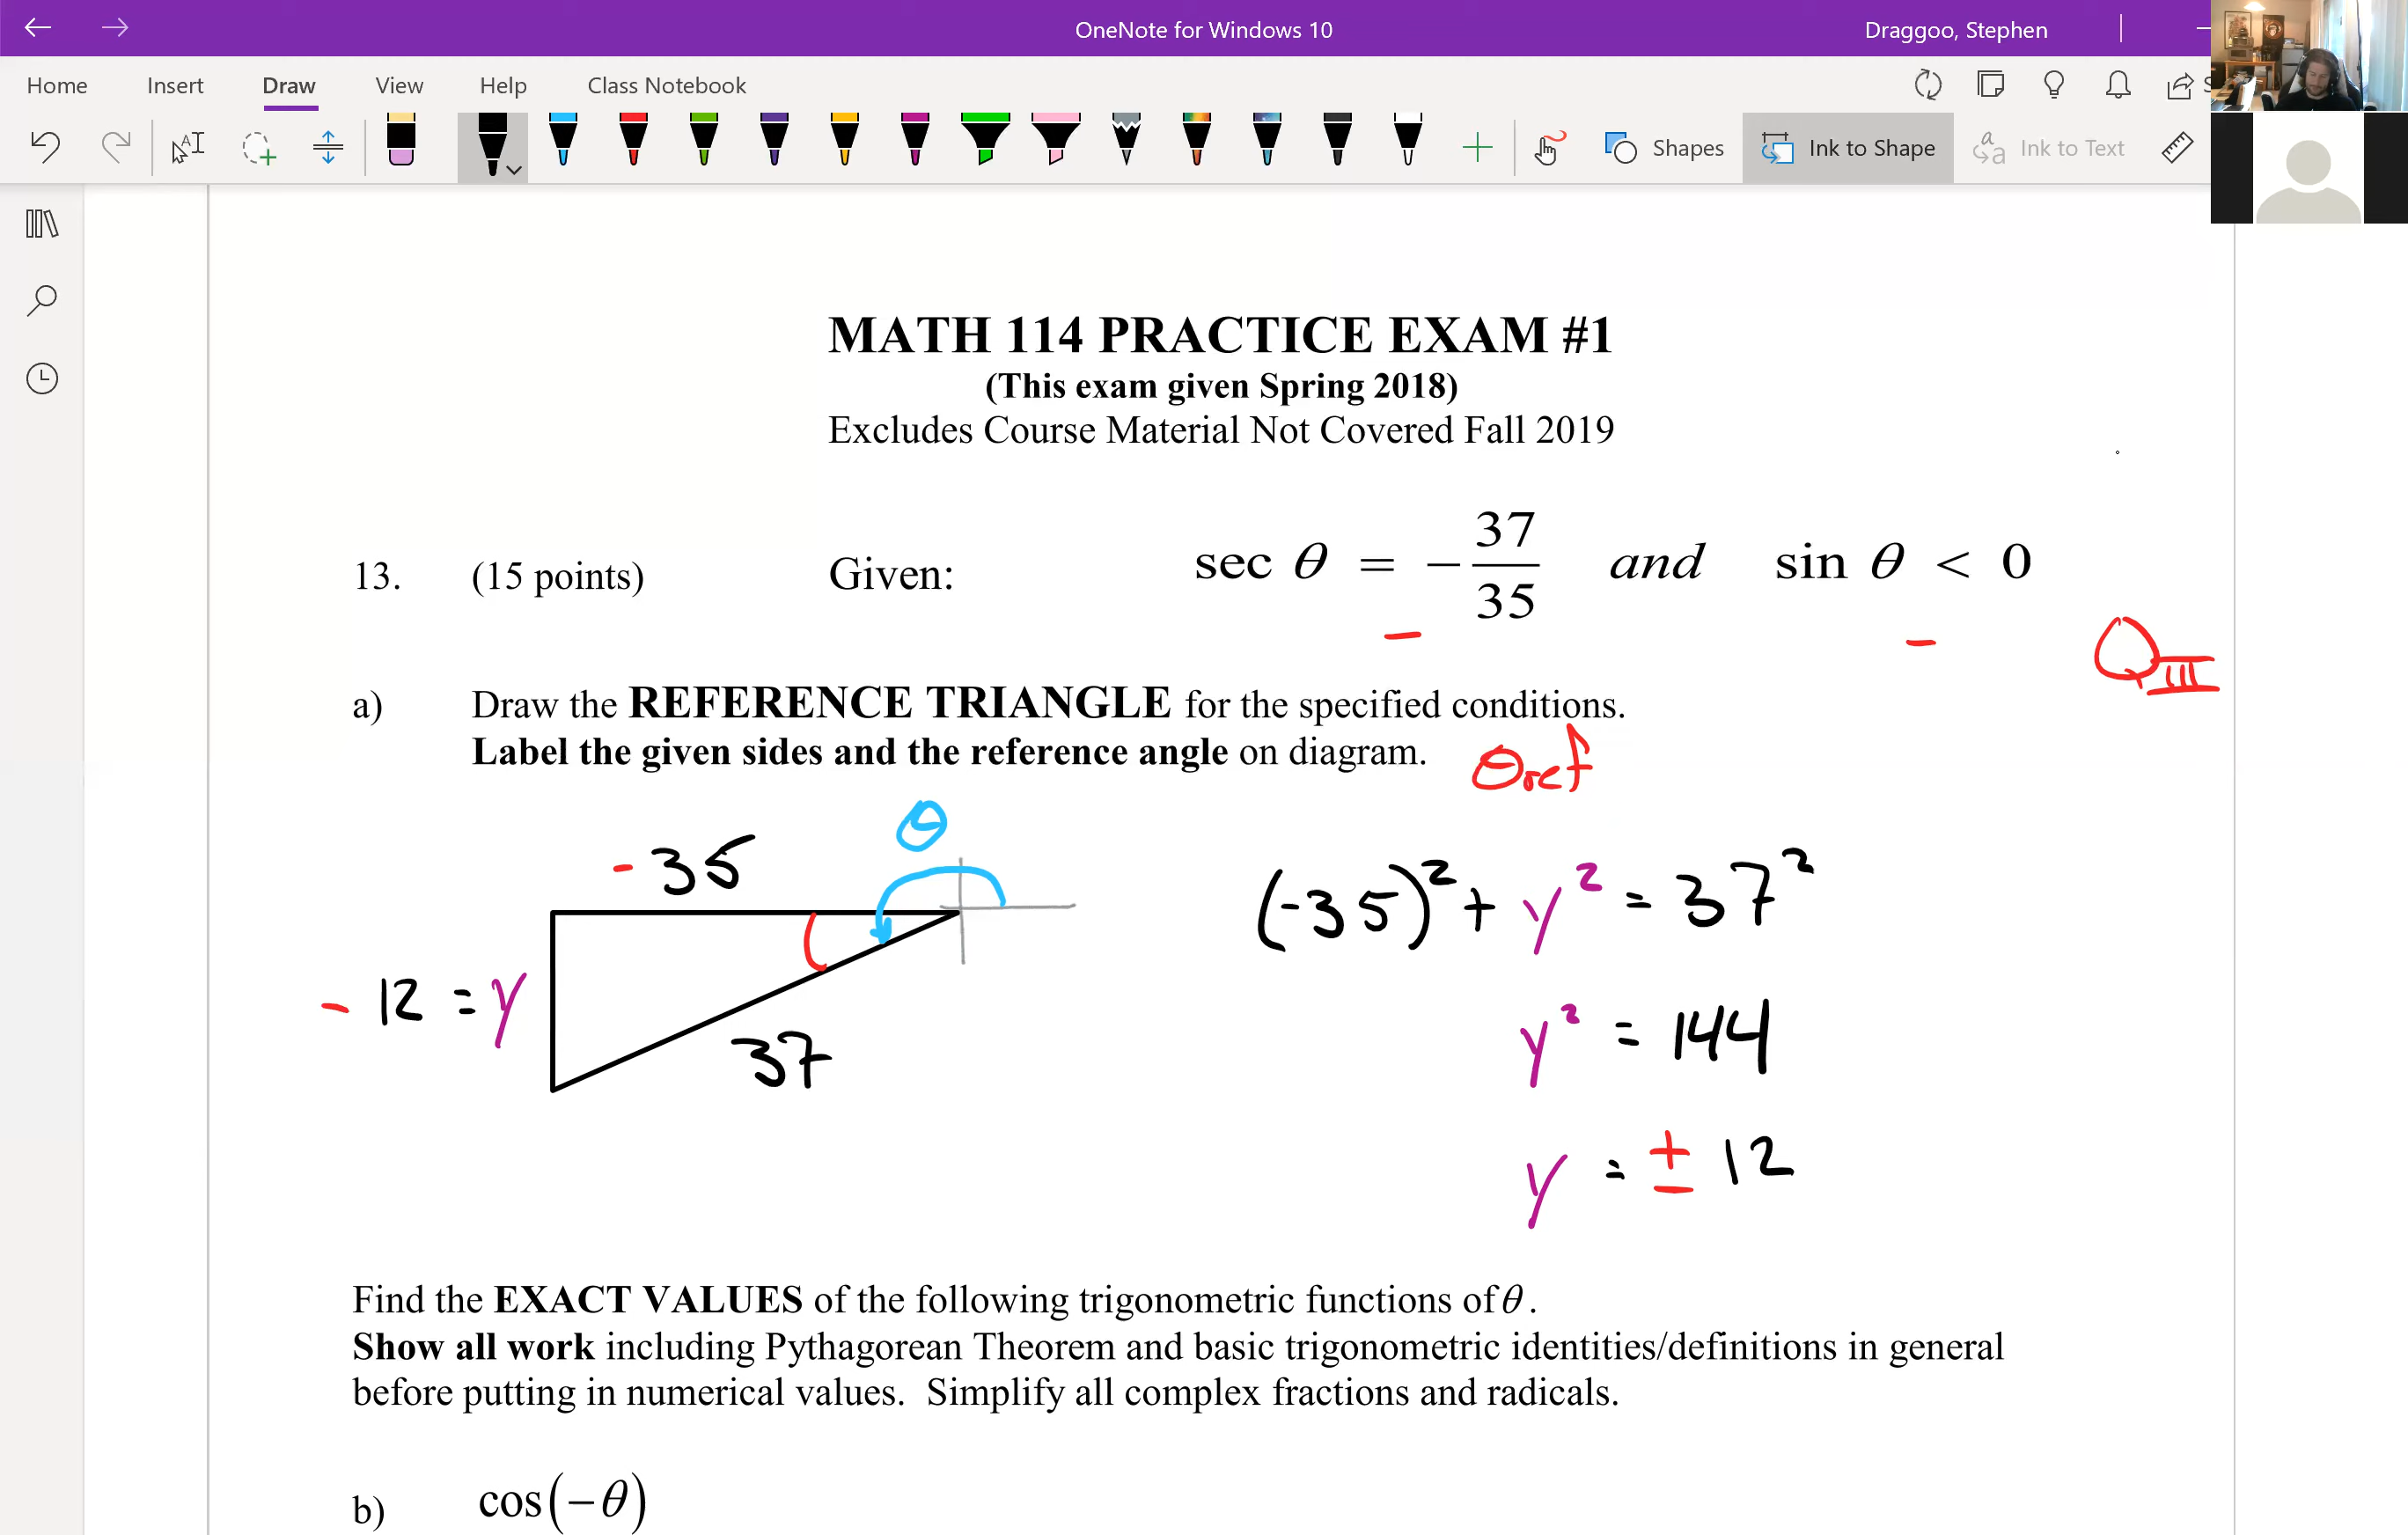 OneNote for Windows 10
Draggoo, Stephen
Home Insert Draw View Help Class Notebook
Shapes Ink to Shape Ink to Text
MATH 114 PRACTICE EXAM #1
(This exam given Spring 2018)
Excludes Course Material Not Covered Fall 2019
13. (15 points) Given: sec θ = − 37/35 and sin θ < 0
− −
QIII
a) Draw the REFERENCE TRIANGLE for the specified conditions.
Label the given sides and the reference angle on diagram. θref
θ
-35
(-35)² + y² = 37²
- 12 = y
37
y² = 144
y = ± 12
Find the EXACT VALUES of the following trigonometric functions of θ.
Show all work including Pythagorean Theorem and basic trigonometric identities/definitions in general
before putting in numerical values. Simplify all complex fractions and radicals.
b) cos(−θ)